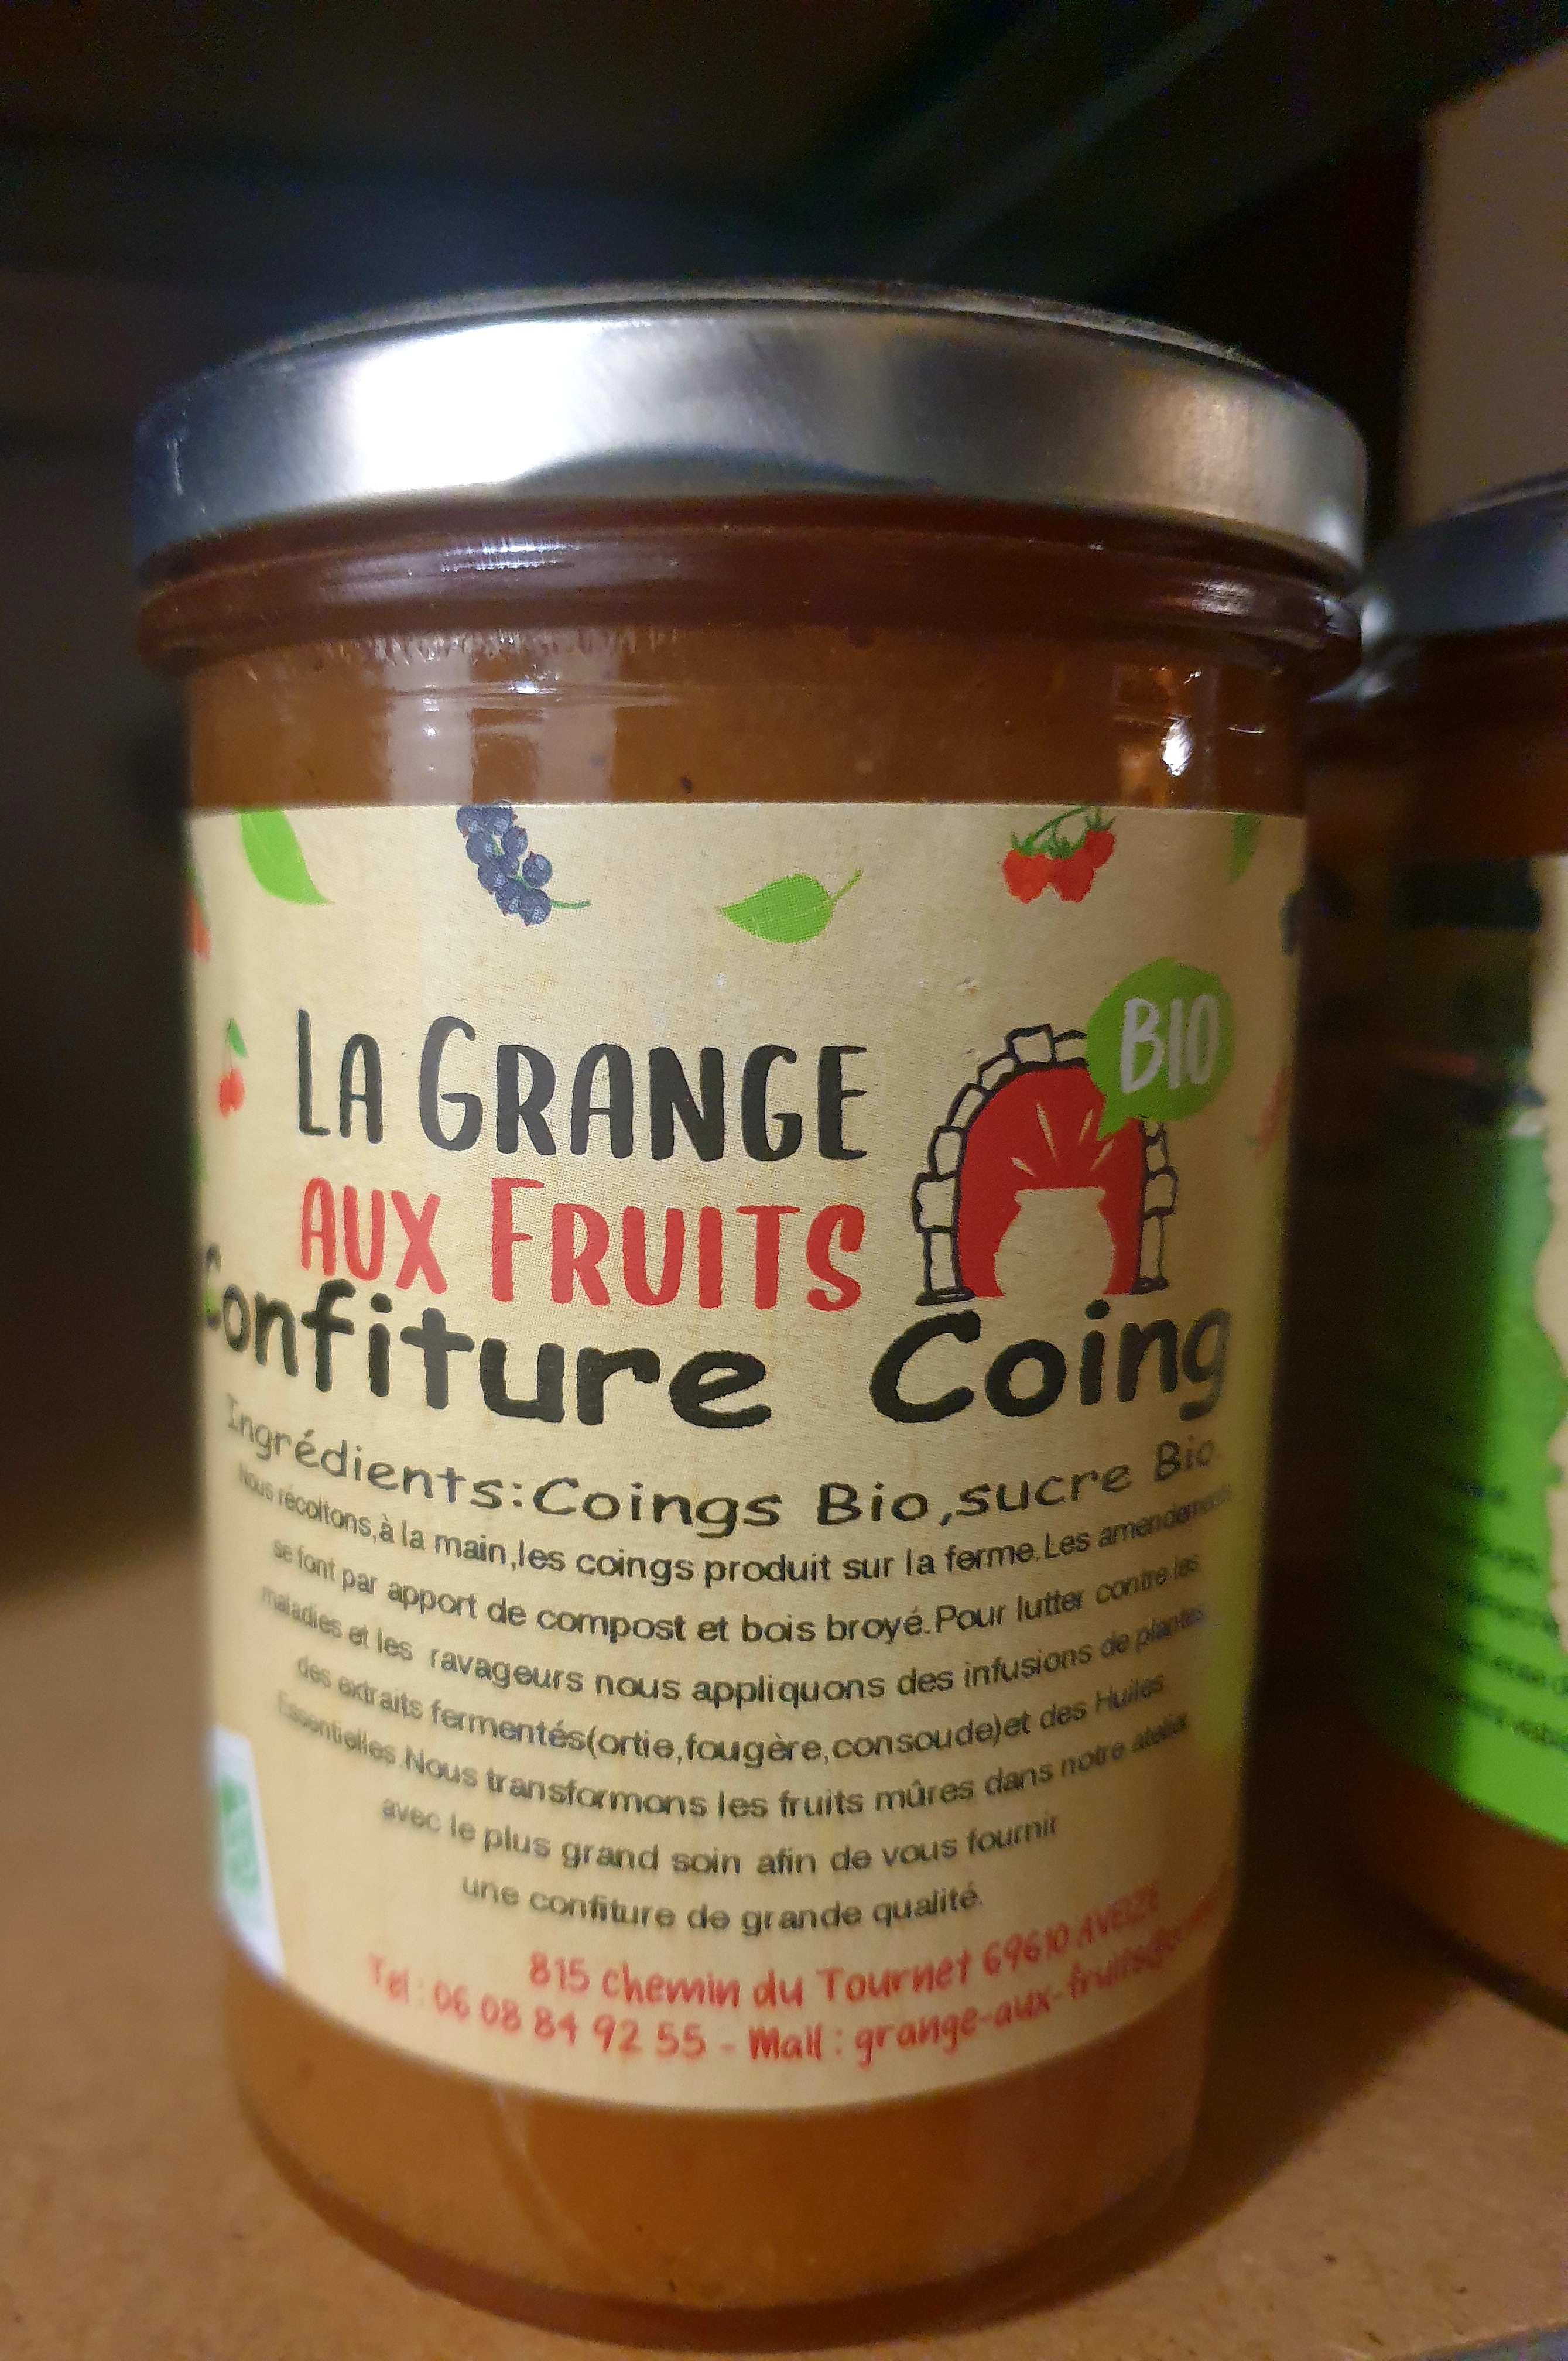 BIO
LA GRANGE
AUX FRUITS
Confiture Coing
Ingrédients:Coings Bio,sucre Bio.
Nous récoltons,à la main,les coings produit sur la ferme.Les amendements
se font par apport de compost et bois broyé.Pour lutter contre les
maladies et les ravageurs nous appliquons des infusions de plantes,
des extraits fermentés(ortie,fougère,consoude)et des Huiles
Essentielles.Nous transformons les fruits mûres dans notre atelier
avec le plus grand soin afin de vous fournir
une confiture de grande qualité.
815 chemin du Tournet 69610 AVEIZE
Tél : 06 08 84 92 55 - Mail : grange-aux-fruits@